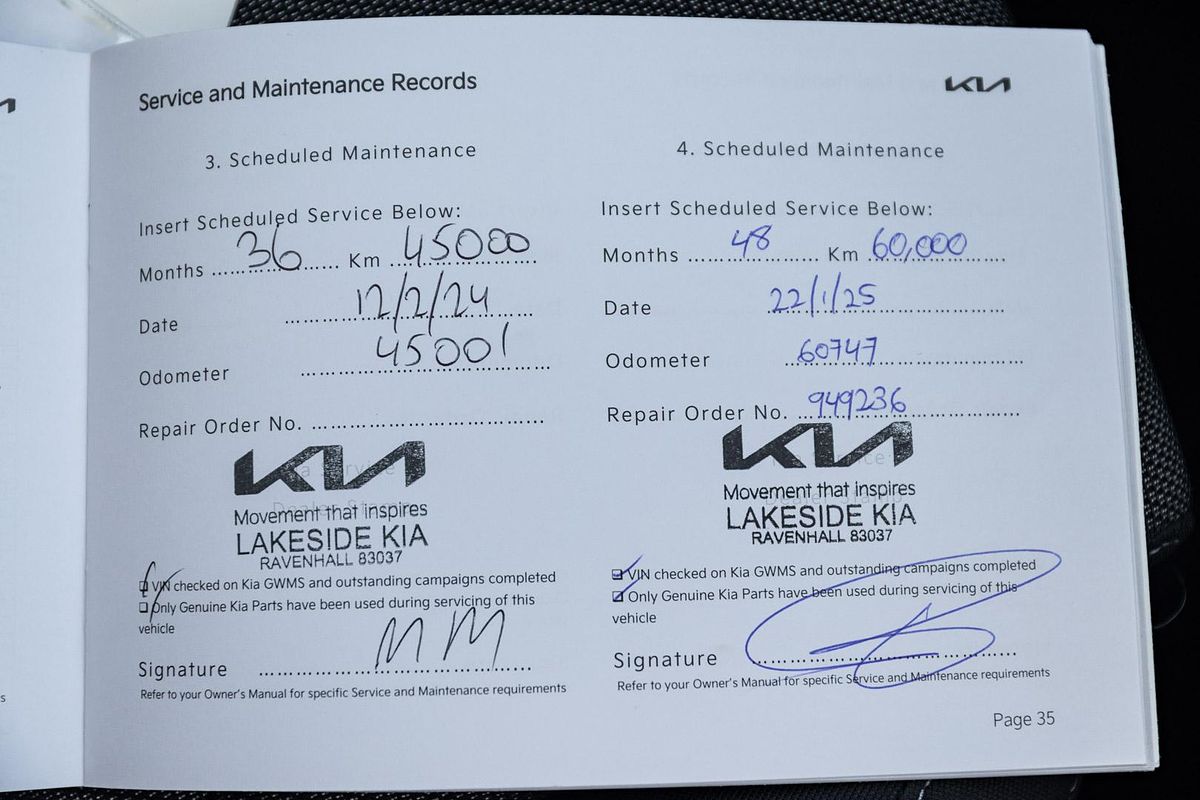 Service and Maintenance Records
KIA
3. Scheduled Maintenance
Insert Scheduled Service Below:
Months 36 Km 45000
Date 12/2/24
Odometer 45001
Repair Order No.
KIA
Movement that inspires
LAKESIDE KIA
RAVENHALL 83037
VIN checked on Kia GWMS and outstanding campaigns completed
Only Genuine Kia Parts have been used during servicing of this
vehicle
Signature
Refer to your Owner's Manual for specific Service and Maintenance requirements
4. Scheduled Maintenance
Insert Scheduled Service Below:
Months 48 Km 60,000
Date 22/1/25
Odometer 60747
Repair Order No. 949236
KIA
Movement that inspires
LAKESIDE KIA
RAVENHALL 83037
VIN checked on Kia GWMS and outstanding campaigns completed
Only Genuine Kia Parts have been used during servicing of this
vehicle
Signature
Refer to your Owner's Manual for specific Service and Maintenance requirements
Page 35